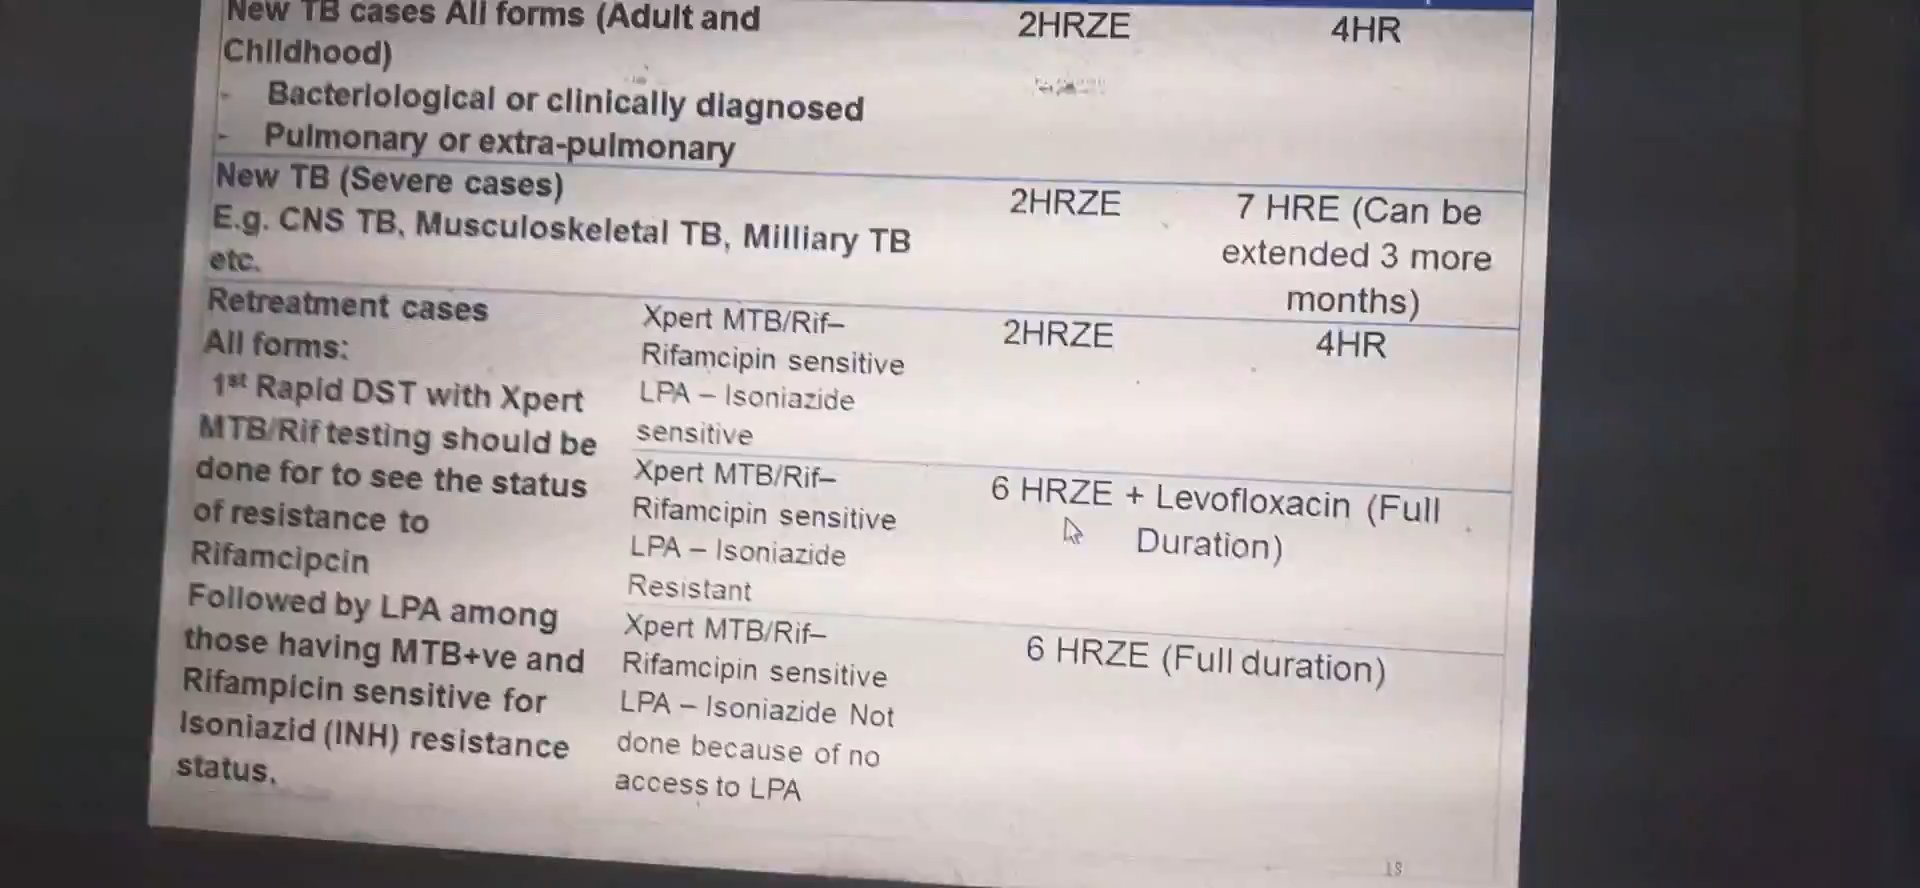 New TB cases All forms (Adult and
Childhood)
- Bacteriological or clinically diagnosed
- Pulmonary or extra-pulmonary
2HRZE
4HR
New TB (Severe cases)
E.g. CNS TB, Musculoskeletal TB, Milliary TB
etc.
2HRZE
7 HRE (Can be
extended 3 more
months)
Retreatment cases
All forms:
1st Rapid DST with Xpert
MTB/Rif testing should be
done for to see the status
of resistance to
Rifamcipcin
Followed by LPA among
those having MTB+ve and
Rifampicin sensitive for
Isoniazid (INH) resistance
status.
Xpert MTB/Rif–
Rifamcipin sensitive
LPA – Isoniazide
sensitive
2HRZE
4HR
Xpert MTB/Rif–
Rifamcipin sensitive
LPA – Isoniazide
Resistant
6 HRZE + Levofloxacin (Full
Duration)
Xpert MTB/Rif–
Rifamcipin sensitive
LPA – Isoniazide Not
done because of no
access to LPA
6 HRZE (Full duration)
18